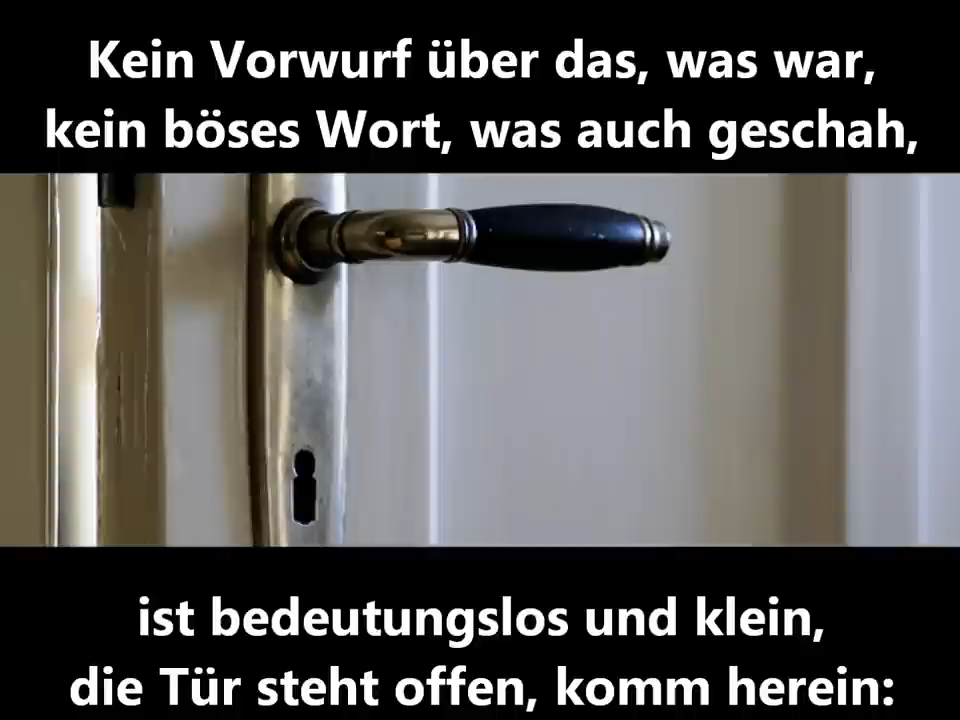 Kein Vorwurf über das, was war,
kein böses Wort, was auch geschah,
ist bedeutungslos und klein,
die Tür steht offen, komm herein: